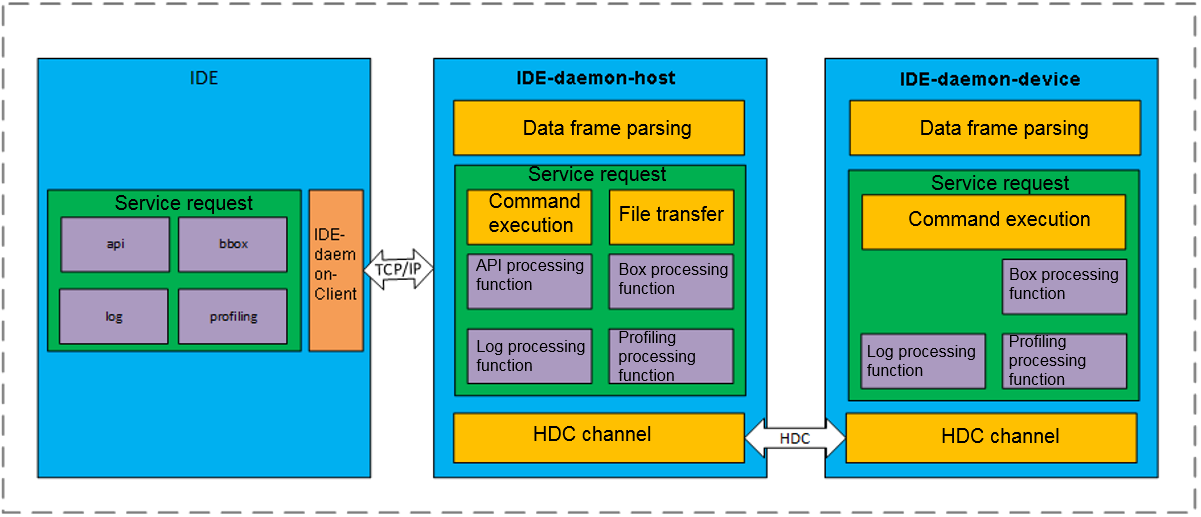 IDE
Service request
api
bbox
log
profiling
IDE-
daem
on-
Client
TCP/IP
IDE-daemon-host
Data frame parsing
Service request
Command
execution
File transfer
API processing
function
Box processing
function
Log processing
function
Profiling
processing
function
HDC channel
HDC
IDE-daemon-device
Data frame parsing
Service request
Command execution
Box processing
function
Log processing
function
Profiling
processing
function
HDC channel